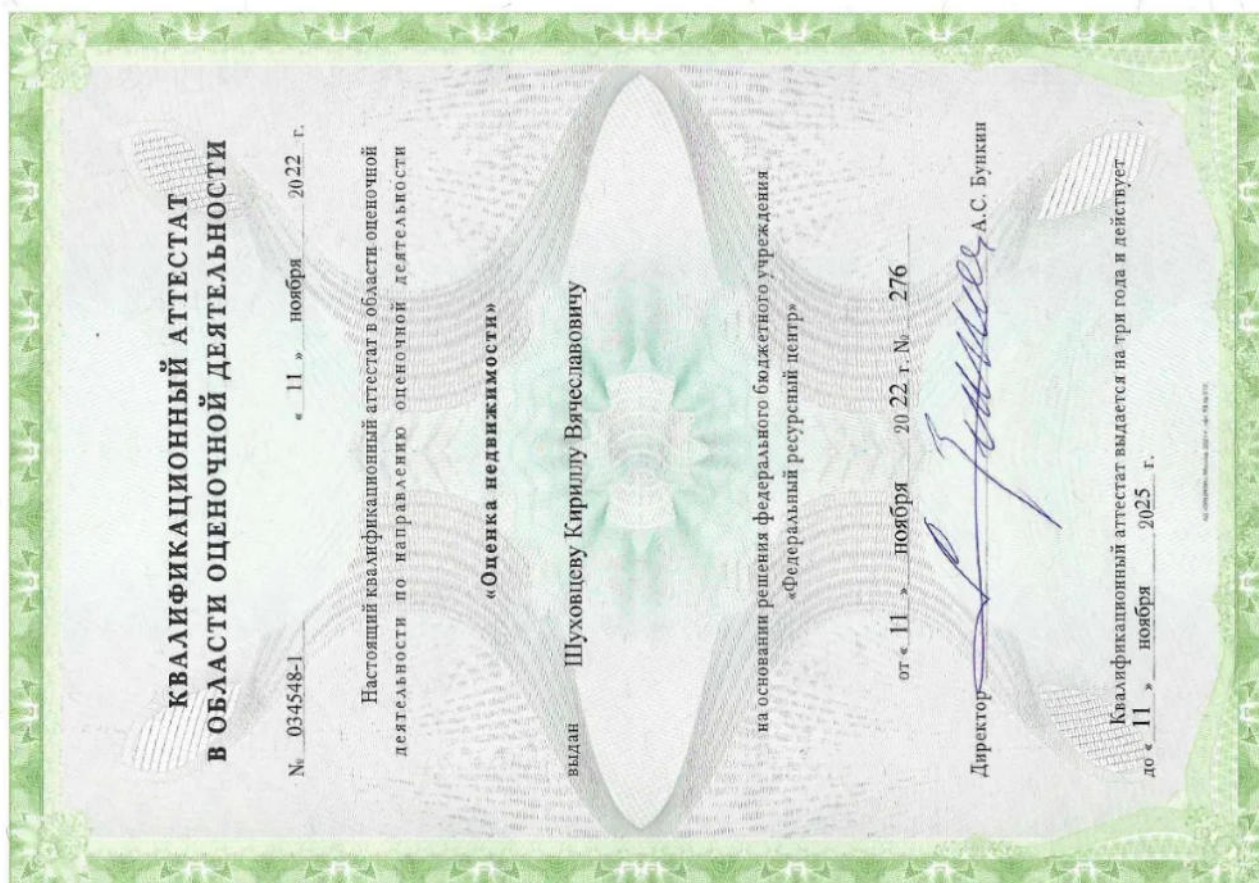 КВАЛИФИКАЦИОННЫЙ АТТЕСТАТ
В ОБЛАСТИ ОЦЕНОЧНОЙ ДЕЯТЕЛЬНОСТИ
№ 034548-1 « 11 » ноября 2022 г.
Настоящий квалификационный аттестат в области оценочной
деятельности по направлению оценочной деятельности
«Оценка недвижимости»
выдан Шуховцеву Кириллу Вячеславовичу
на основании решения федерального бюджетного учреждения
«Федеральный ресурсный центр»
от « 11 » ноября 20 22 г. № 276
Директор А.С. Бункин
Квалификационный аттестат выдается на три года и действует
до « 11 » ноября 2025 г.